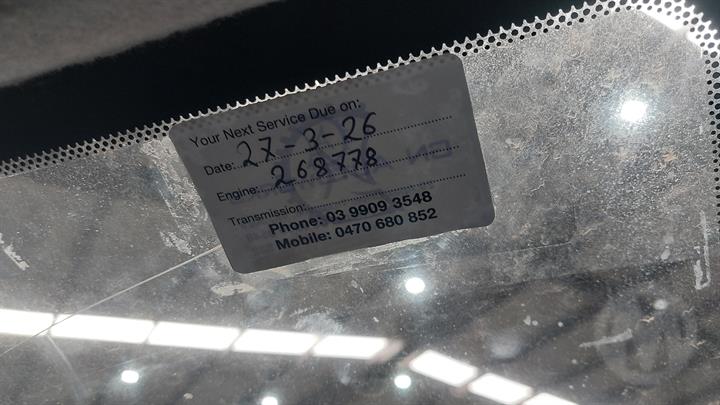 Your Next Service Due on:
Date: 27-3-26
Engine: 268778
Transmission:
Phone: 03 9909 3548
Mobile: 0470 680 852